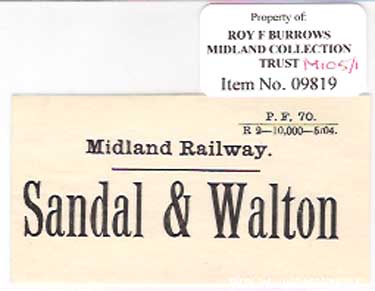 Property of:
ROY F BURROWS
MIDLAND COLLECTION
TRUST M105/1
Item No. 09819
P. F. 70.
R 2—10,000—5/04.
Midland Railway.
Sandal & Walton